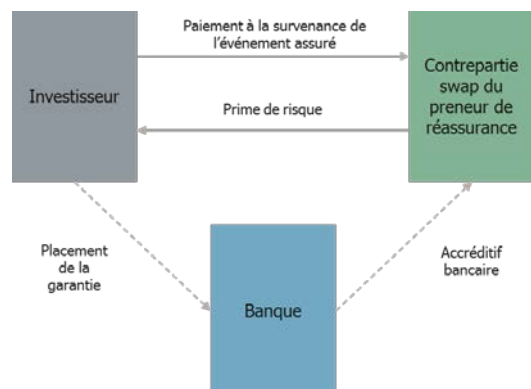 Paiement à la survenance de
l'événement assuré
Investisseur
Contrepartie
swap du
preneur de
réassurance
Prime de risque
Placement
de la
garantie
Accréditif
bancaire
Banque